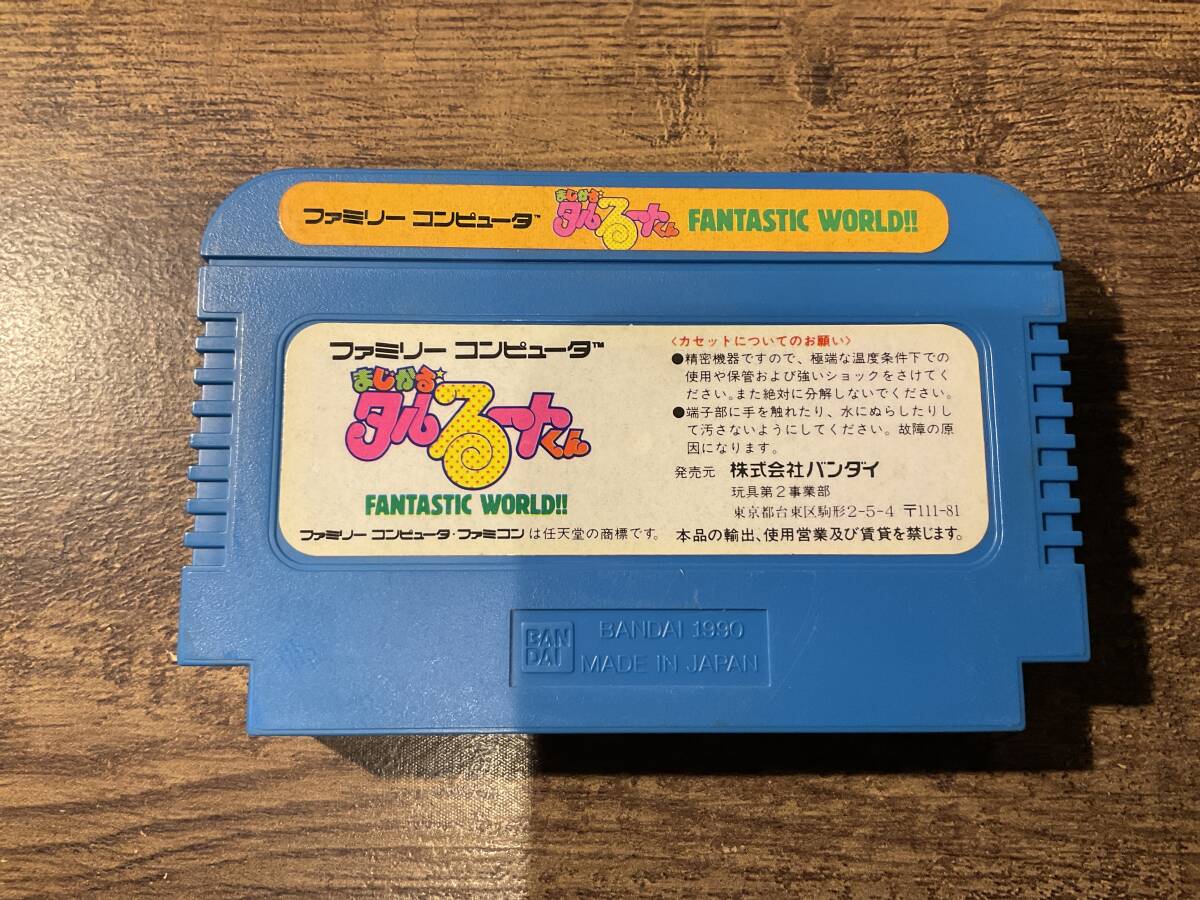 ファミリー コンピュータ™ まじかる タルるートくん FANTASTIC WORLD!!
ファミリー コンピュータ™
まじかる
タルるートくん
FANTASTIC WORLD!!
ファミリー コンピュータ・ファミコン は任天堂の商標です。
〈カセットについてのお願い〉
●精密機器ですので、極端な温度条件下での
使用や保管および強いショックをさけてく
ださい。また絶対に分解しないでください。
●端子部に手を触れたり、水にぬらしたりし
て汚さないようにしてください。故障の原
因になります。
発売元 株式会社バンダイ
玩具第2事業部
東京都台東区駒形2-5-4 〒111-81
本品の輸出、使用営業及び賃貸を禁じます。
BAN
DAI
BANDAI 1990
MADE IN JAPAN